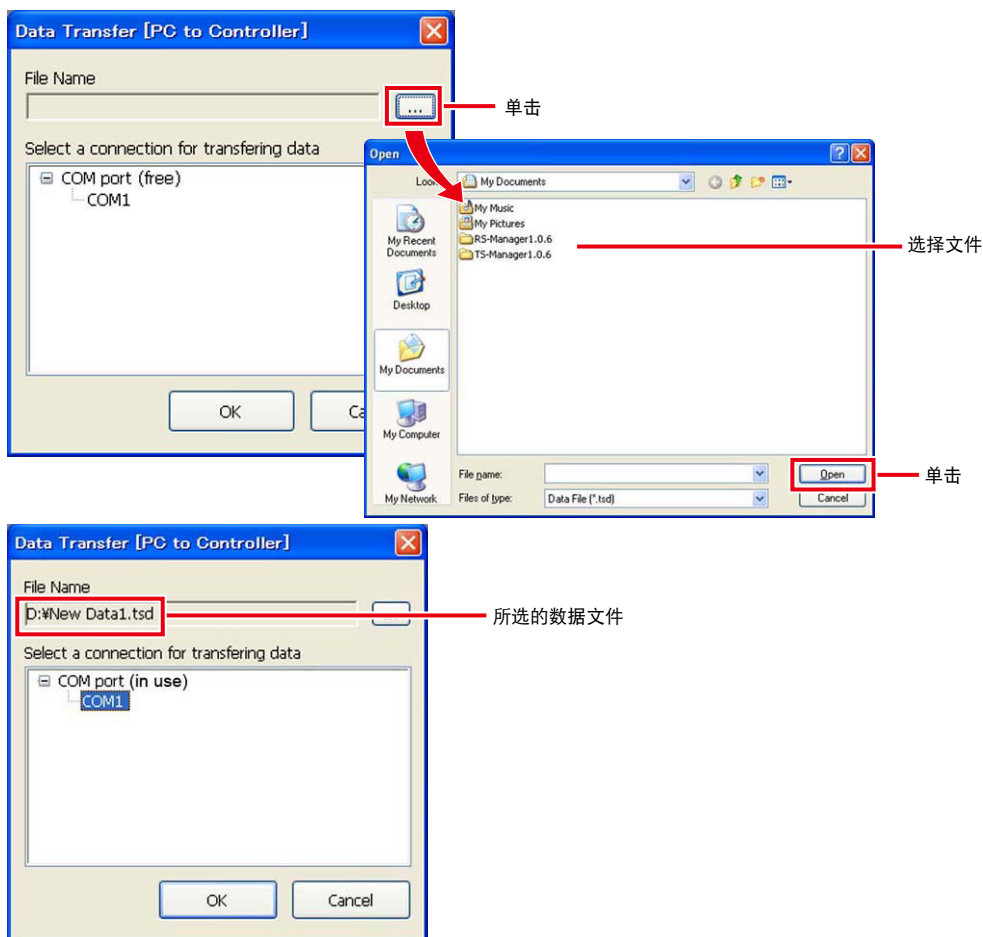 Data Transfer [PC to Controller]
File Name
...
单击
Select a connection for transfering data
COM port (free)
COM1
OK
Ca
Open
Look
My Documents
My Recent
Documents
Desktop
My Documents
My Computer
My Network
My Music
My Pictures
RS-Manager1.0.6
TS-Manager1.0.6
选择文件
File name:
Open
单击
Files of type:
Data File (*.tsd)
Cancel
Data Transfer [PC to Controller]
File Name
D:¥New Data1.tsd
...
所选的数据文件
Select a connection for transfering data
COM port (in use)
COM1
OK
Cancel